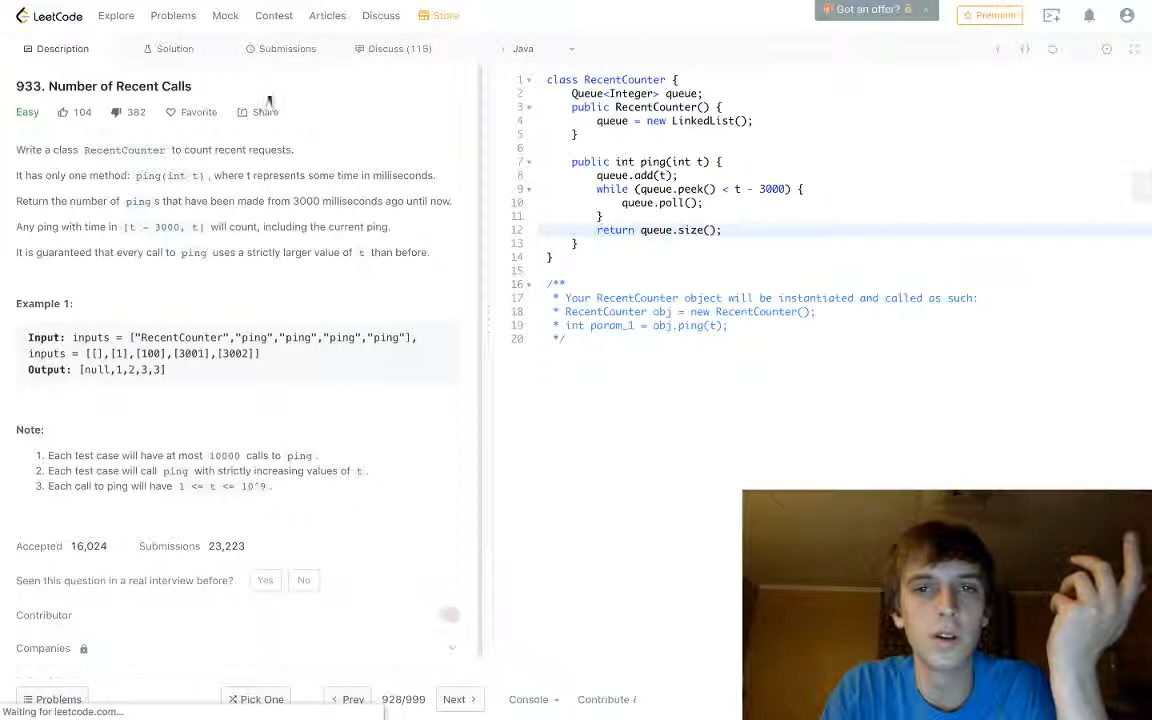 LeetCode Explore Problems Mock Contest Articles Discuss Store Got an offer? × Premium
Description Solution Submissions Discuss (115) Java
933. Number of Recent Calls
Easy 104 382 Favorite Share
Write a class RecentCounter to count recent requests.
It has only one method: ping(int t), where t represents some time in milliseconds.
Return the number of pings that have been made from 3000 milliseconds ago until now.
Any ping with time in [t - 3000, t] will count, including the current ping.
It is guaranteed that every call to ping uses a strictly larger value of t than before.
Example 1:
Input: inputs = ["RecentCounter","ping","ping","ping","ping"],
inputs = [[],[1],[100],[3001],[3002]]
Output: [null,1,2,3,3]
Note:
1. Each test case will have at most 10000 calls to ping.
2. Each test case will call ping with strictly increasing values of t.
3. Each call to ping will have 1 <= t <= 10^9.
Accepted 16,024 Submissions 23,223
Seen this question in a real interview before? Yes No
Contributor
Companies
Problems Pick One Prev 928/999 Next
Waiting for leetcode.com...
1 class RecentCounter {
2 Queue<Integer> queue;
3 public RecentCounter() {
4 queue = new LinkedList();
5 }
6
7 public int ping(int t) {
8 queue.add(t);
9 while (queue.peek() < t - 3000) {
10 queue.poll();
11 }
12 return queue.size();
13 }
14 }
15
16 /**
17 * Your RecentCounter object will be instantiated and called as such:
18 * RecentCounter obj = new RecentCounter();
19 * int param_1 = obj.ping(t);
20 */
Console Contribute i